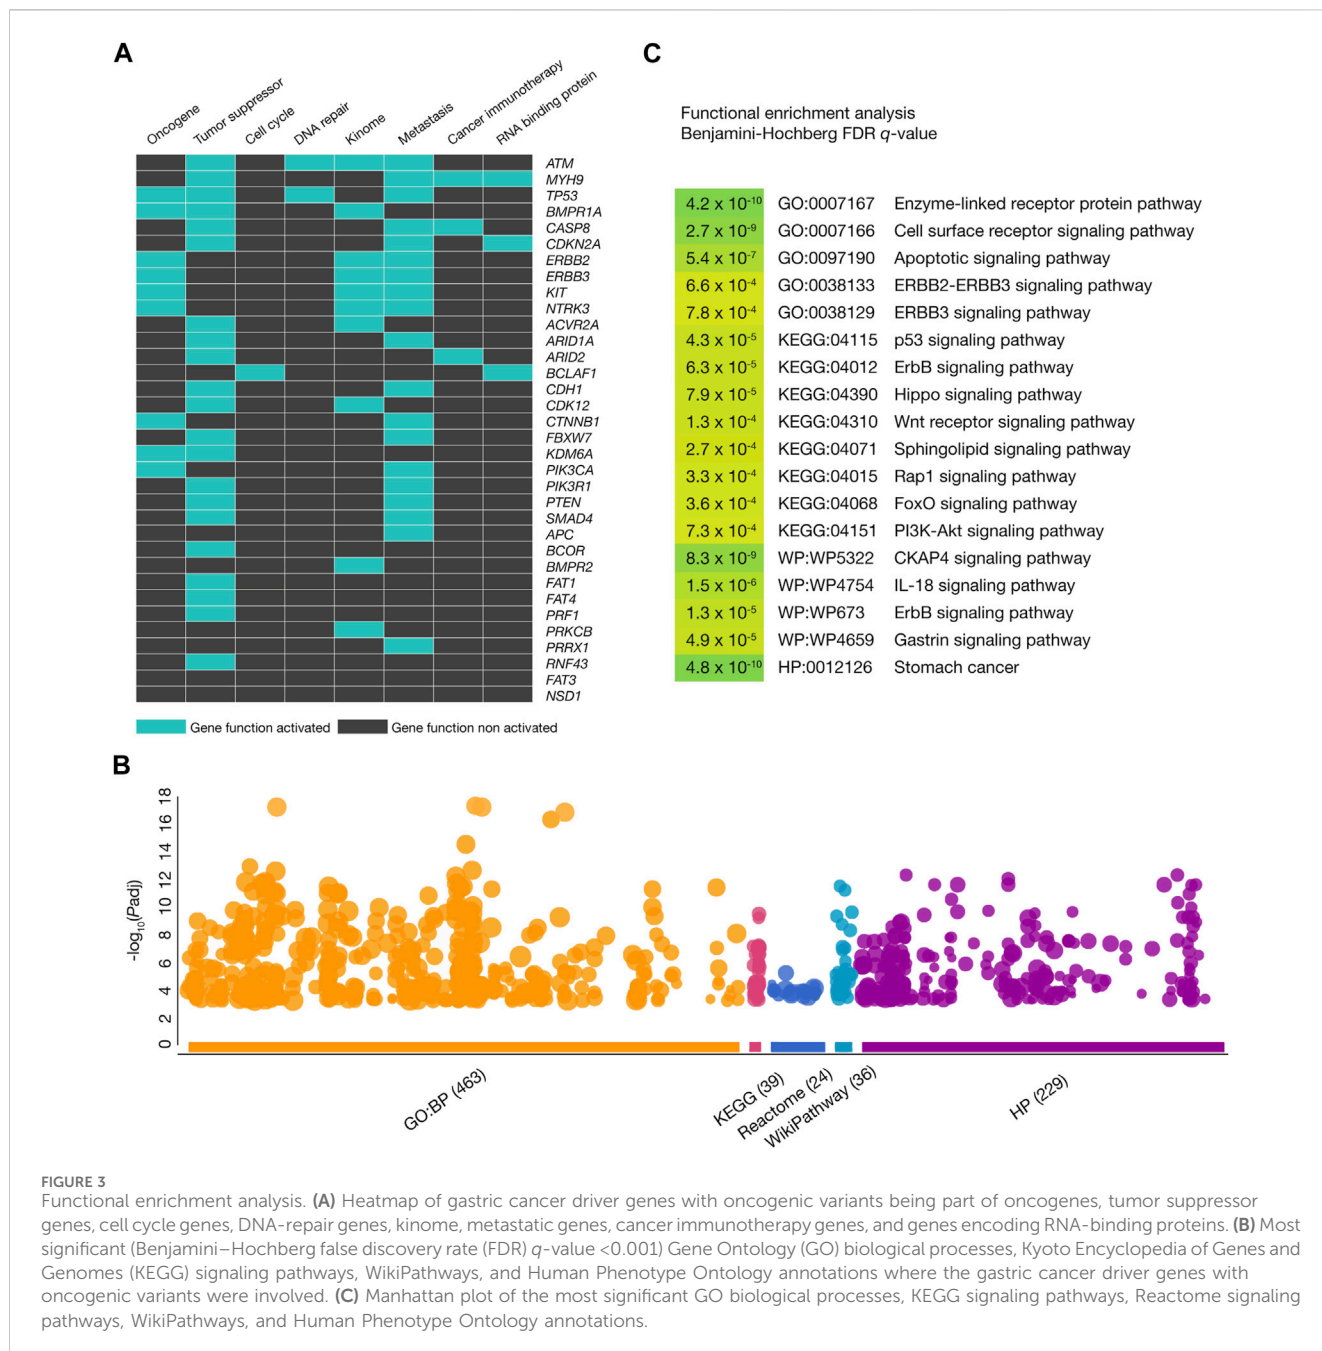 A
Oncogene
Tumor suppressor
Cell cycle
DNA repair
Kinome
Metastasis
Cancer immunotherapy
RNA binding protein
ATM
MYH9
TP53
BMPR1A
CASP8
CDKN2A
ERBB2
ERBB3
KIT
NTRK3
ACVR2A
ARID1A
ARID2
BCLAF1
CDH1
CDK12
CTNNB1
FBXW7
KDM6A
PIK3CA
PIK3R1
PTEN
SMAD4
APC
BCOR
BMPR2
FAT1
FAT4
PRF1
PRKCB
PRRX1
RNF43
FAT3
NSD1
Gene function activated Gene function non activated
C
Functional enrichment analysis
Benjamini-Hochberg FDR q-value
4.2 x 10⁻¹⁰ GO:0007167 Enzyme-linked receptor protein pathway
2.7 x 10⁻⁹ GO:0007166 Cell surface receptor signaling pathway
5.4 x 10⁻⁷ GO:0097190 Apoptotic signaling pathway
6.6 x 10⁻⁴ GO:0038133 ERBB2-ERBB3 signaling pathway
7.8 x 10⁻⁴ GO:0038129 ERBB3 signaling pathway
4.3 x 10⁻⁵ KEGG:04115 p53 signaling pathway
6.3 x 10⁻⁵ KEGG:04012 ErbB signaling pathway
7.9 x 10⁻⁵ KEGG:04390 Hippo signaling pathway
1.3 x 10⁻⁴ KEGG:04310 Wnt receptor signaling pathway
2.7 x 10⁻⁴ KEGG:04071 Sphingolipid signaling pathway
3.3 x 10⁻⁴ KEGG:04015 Rap1 signaling pathway
3.6 x 10⁻⁴ KEGG:04068 FoxO signaling pathway
7.3 x 10⁻⁴ KEGG:04151 PI3K-Akt signaling pathway
8.3 x 10⁻⁹ WP:WP5322 CKAP4 signaling pathway
1.5 x 10⁻⁶ WP:WP4754 IL-18 signaling pathway
1.3 x 10⁻⁵ WP:WP673 ErbB signaling pathway
4.9 x 10⁻⁵ WP:WP4659 Gastrin signaling pathway
4.8 x 10⁻¹⁰ HP:0012126 Stomach cancer
B
-log₁₀(Padj)
18
16
14
12
10
8
6
4
2
0
GO:BP (463)
KEGG (39)
Reactome (24)
WikiPathway (36)
HP (229)
FIGURE 3
Functional enrichment analysis. (A) Heatmap of gastric cancer driver genes with oncogenic variants being part of oncogenes, tumor suppressor
genes, cell cycle genes, DNA-repair genes, kinome, metastatic genes, cancer immunotherapy genes, and genes encoding RNA-binding proteins. (B) Most
significant (Benjamini–Hochberg false discovery rate (FDR) q-value <0.001) Gene Ontology (GO) biological processes, Kyoto Encyclopedia of Genes and
Genomes (KEGG) signaling pathways, WikiPathways, and Human Phenotype Ontology annotations where the gastric cancer driver genes with
oncogenic variants were involved. (C) Manhattan plot of the most significant GO biological processes, KEGG signaling pathways, Reactome signaling
pathways, WikiPathways, and Human Phenotype Ontology annotations.